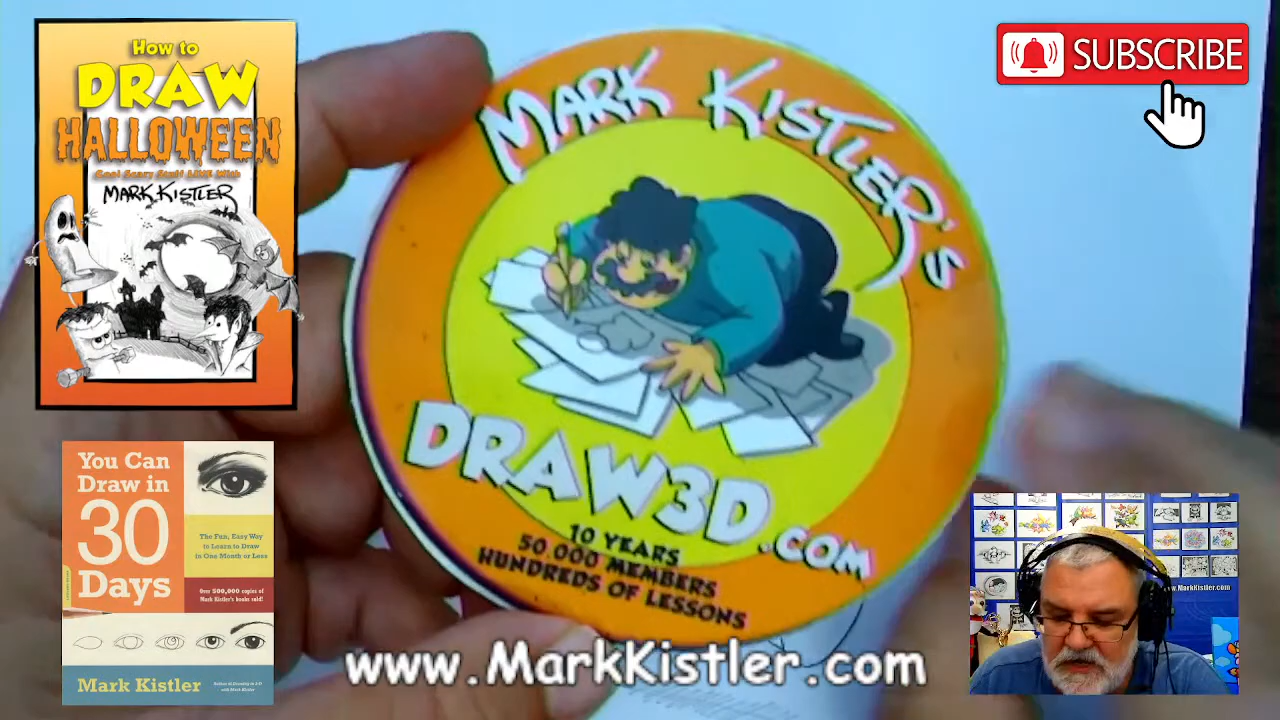 How to
DRAW
HALLOWEEN
Cool Scary Stuff LIVE With
MARK KISTLER
SUBSCRIBE
MARK KISTLER'S
DRAW3D.COM
10 YEARS
50,000 MEMBERS
HUNDREDS OF LESSONS
You Can
Draw in
30
Days
The Fun, Easy Way
to Learn to Draw
in One Month or Less
Over 500,000 copies of
Mark Kistler's books sold!
Mark Kistler
www.MarkKistler.com
www.MarkKistler.com